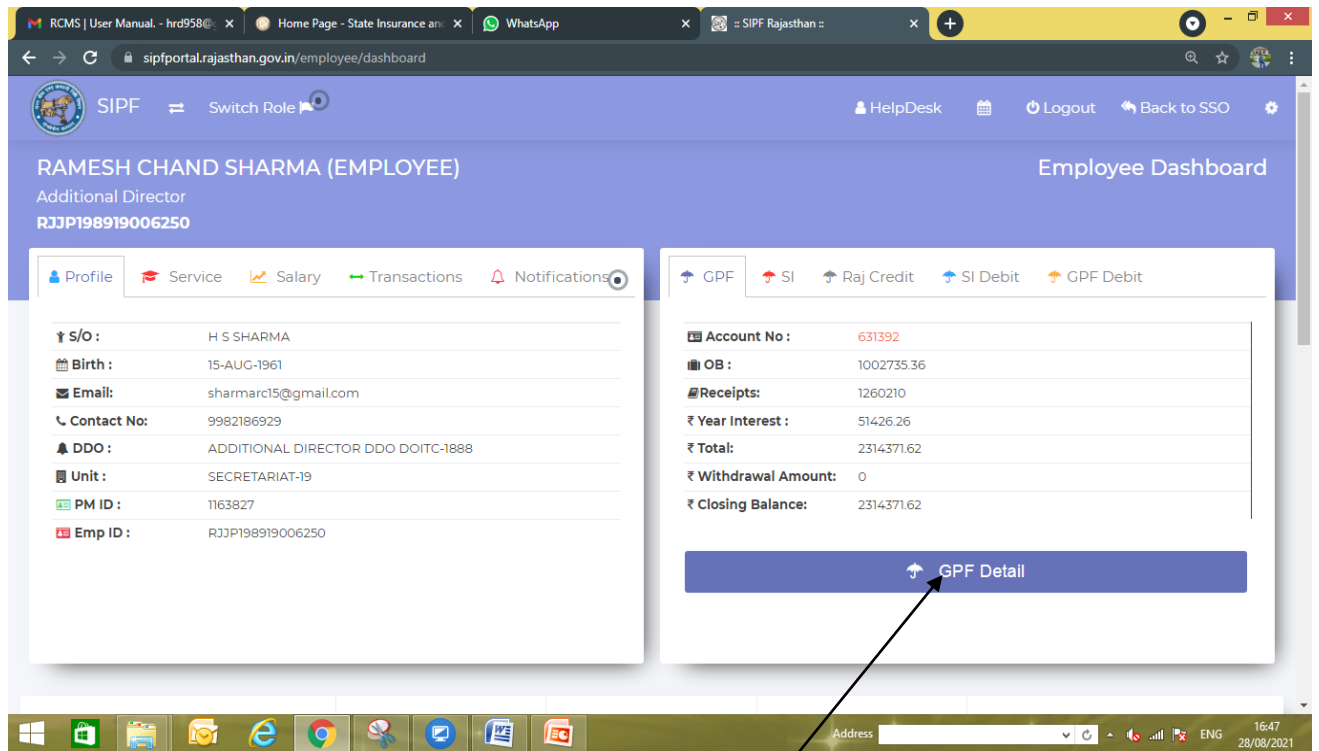 RCMS | User Manual. - hrd958@g
Home Page - State Insurance and
WhatsApp
:: SIPF Rajasthan ::
sipfportal.rajasthan.gov.in/employee/dashboard
SIPF
Switch Role
HelpDesk
Logout
Back to SSO
RAMESH CHAND SHARMA (EMPLOYEE)
Employee Dashboard
Additional Director
RJJP198919006250
Profile
Service
Salary
Transactions
Notifications
GPF
SI
Raj Credit
SI Debit
GPF Debit
S/O : H S SHARMA
Birth : 15-AUG-1961
Email: sharmarc15@gmail.com
Contact No: 9982186929
DDO : ADDITIONAL DIRECTOR DDO DOITC-1888
Unit : SECRETARIAT-19
PM ID : 1163827
Emp ID : RJJP198919006250
Account No : 631392
OB : 1002735.36
Receipts: 1260210
₹ Year Interest : 51426.26
₹ Total: 2314371.62
₹ Withdrawal Amount: 0
₹ Closing Balance: 2314371.62
GPF Detail
Address
ENG
16:47
28/08/2021